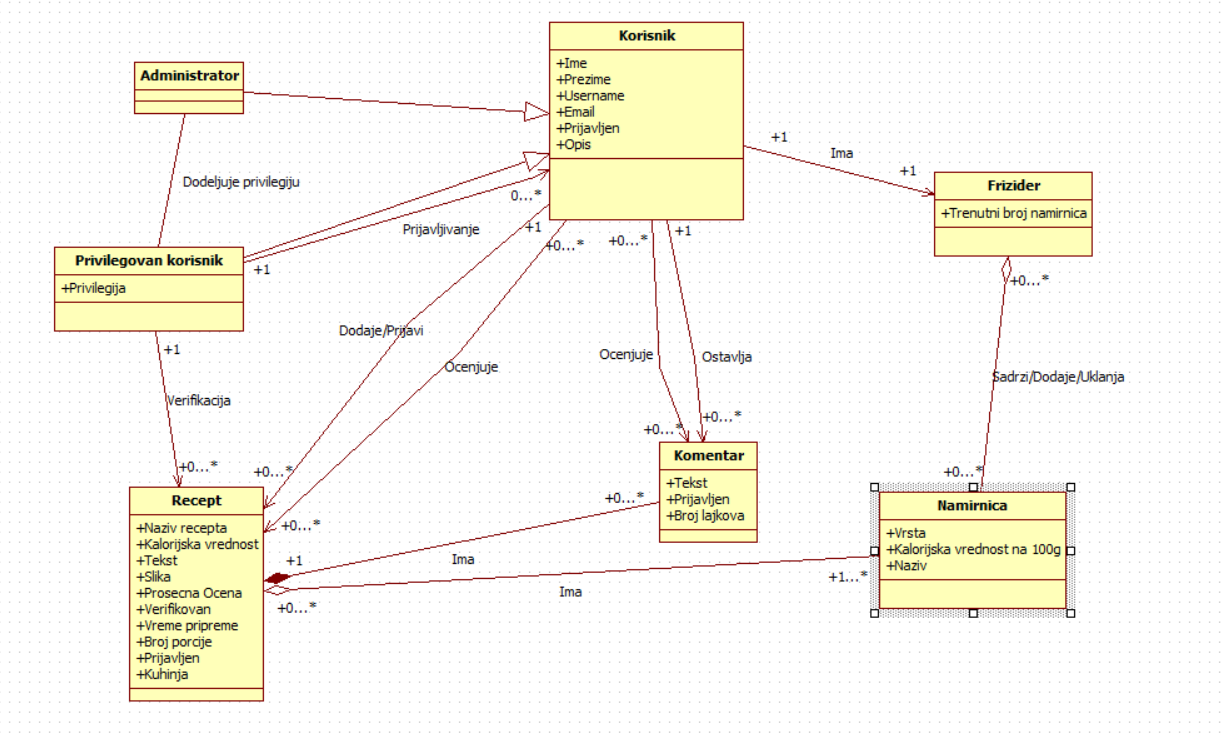 Korisnik
+Ime
+Prezime
+Username
+Email
+Prijavljen
+Opis
Administrator
Dodeljuje privilegiju
Privilegovan korisnik
+Privilegija
+1
Prijavljivanje
0...*
+1
Ima
+1
Frizider
+Trenutni broj namirnica
+0...*
Sadrzi/Dodaje/Uklanja
+0...*
Namirnica
+Vrsta
+Kalorijska vrednost na 100g
+Naziv
+1
Verifikacija
+0...*
+1
Dodaje/Prijavi
+0...*
+0...*
Ocenjuje
+0...*
+0...*
Ocenjuje
+0...*
+1
Ostavlja
+0...*
Komentar
+Tekst
+Prijavljen
+Broj lajkova
+0...*
Ima
+1
+1...*
Ima
+0...*
Recept
+Naziv recepta
+Kalorijska vrednost
+Tekst
+Slika
+Prosecna Ocena
+Verifikovan
+Vreme pripreme
+Broj porcije
+Prijavljen
+Kuhinja